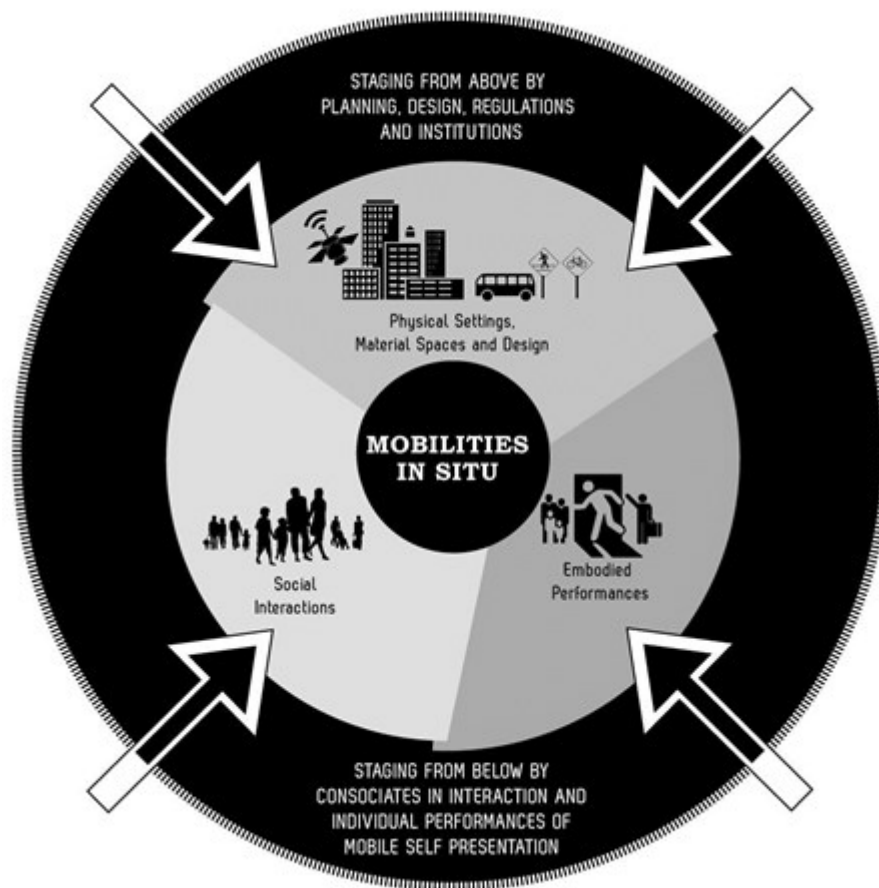 STAGING FROM ABOVE BY
PLANNING, DESIGN, REGULATIONS
AND INSTITUTIONS
Physical Settings,
Material Spaces and Design
MOBILITIES
IN SITU
Social
Interactions
Embodied
Performances
STAGING FROM BELOW BY
CONSOCIATES IN INTERACTION AND
INDIVIDUAL PERFORMANCES OF
MOBILE SELF PRESENTATION